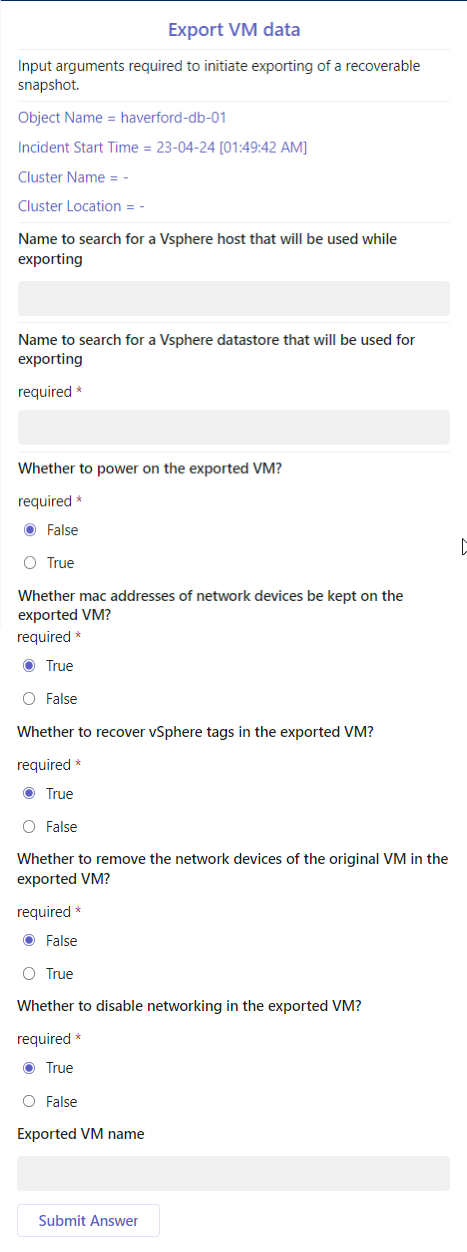 Export VM data
Input arguments required to initiate exporting of a recoverable
snapshot.
Object Name = haverford-db-01
Incident Start Time = 23-04-24 [01:49:42 AM]
Cluster Name = -
Cluster Location = -
Name to search for a Vsphere host that will be used while
exporting
Name to search for a Vsphere datastore that will be used for
exporting
required *
Whether to power on the exported VM?
required *
False
True
Whether mac addresses of network devices be kept on the
exported VM?
required *
True
False
Whether to recover vSphere tags in the exported VM?
required *
True
False
Whether to remove the network devices of the original VM in the
exported VM?
required *
False
True
Whether to disable networking in the exported VM?
required *
True
False
Exported VM name
Submit Answer